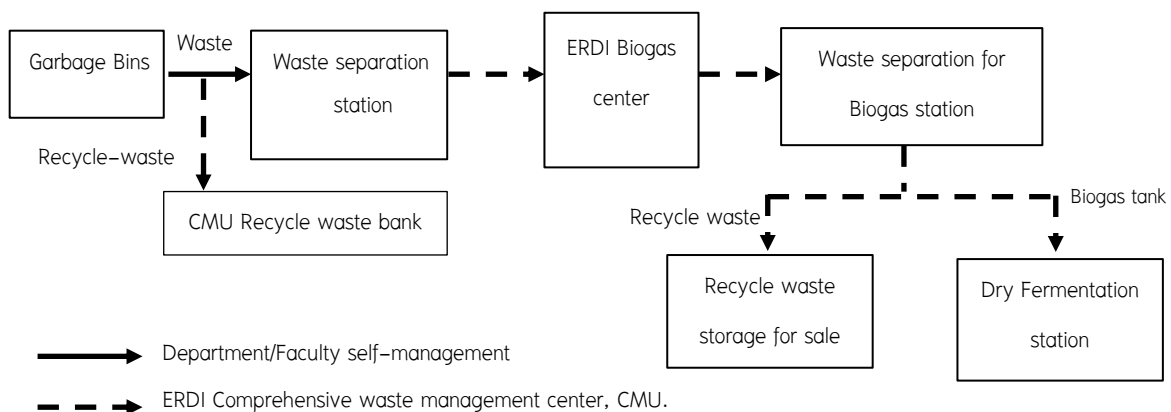 Waste
Garbage Bins
Waste separation
station
ERDI Biogas
center
Waste separation for
Biogas station
Recycle-waste
CMU Recycle waste bank
Recycle waste
Biogas tank
Recycle waste
storage for sale
Dry Fermentation
station
Department/Faculty self-management
ERDI Comprehensive waste management center, CMU.